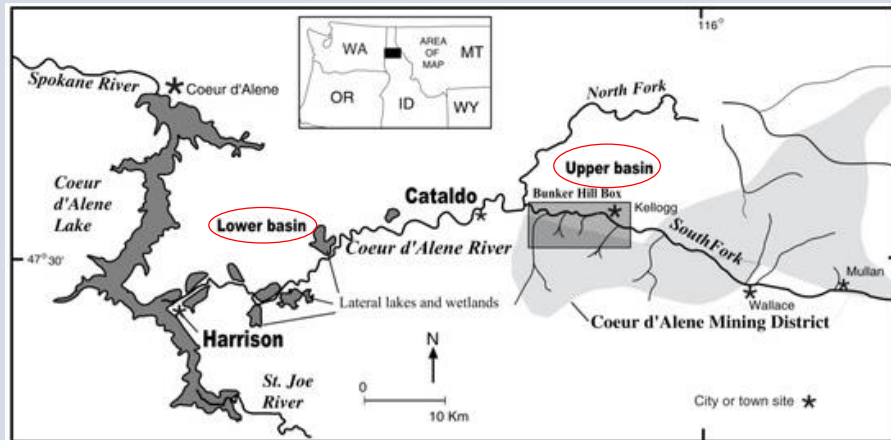 116°
WA
AREA
OF
MAP
MT
OR
ID
WY
Spokane River
Coeur d'Alene
North Fork
Coeur
d'Alene
Lake
Lower basin
Cataldo
Upper basin
Bunker Hill Box
Kellogg
Coeur d'Alene River
South Fork
47° 30'
Mullan
Lateral lakes and wetlands
Wallace
Harrison
Coeur d'Alene Mining District
N
St. Joe
River
0
10 Km
City or town site